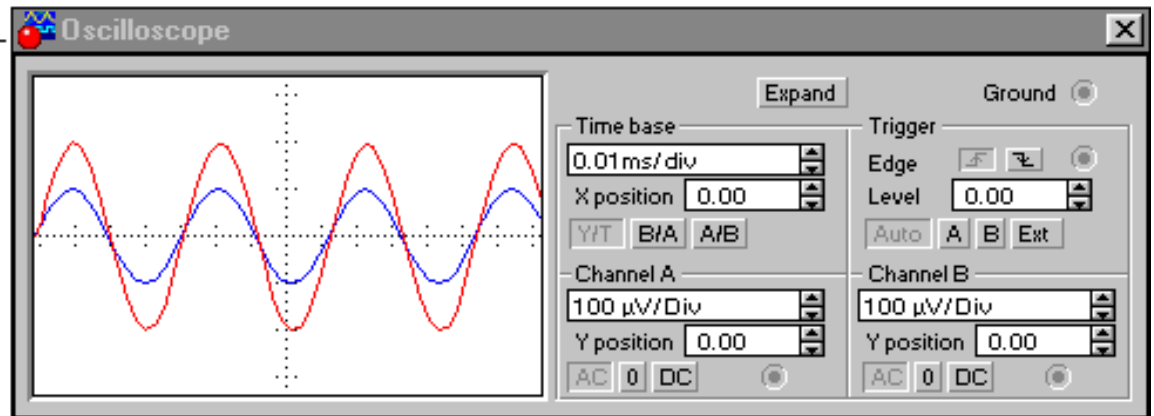 Oscilloscope
Expand
Ground
Time base
0.01ms/div
X position 0.00
Y/T B/A A/B
Trigger
Edge
Level 0.00
Auto A B Ext
Channel A
100 µV/Div
Y position 0.00
AC 0 DC
Channel B
100 µV/Div
Y position 0.00
AC 0 DC